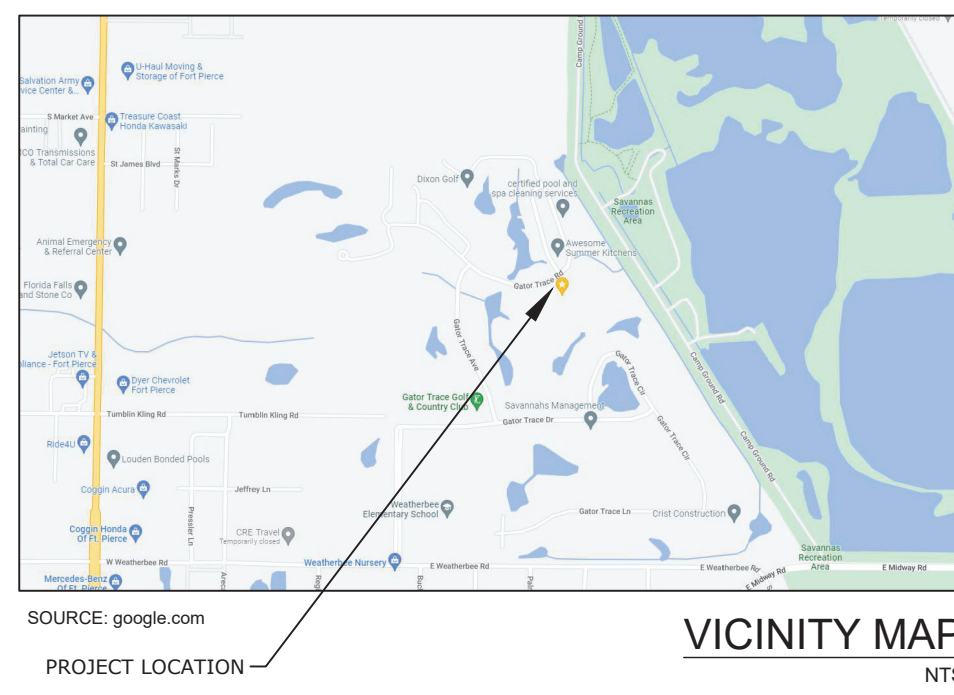 Temporarily closed
Camp Ground Rd
U-Haul Moving &
Storage of Fort Pierce
Salvation Army
vice Center &...
S Market Ave
Treasure Coast
Honda Kawasaki
ainting
CO Transmissions
& Total Car Care
St James Blvd
St Marks Dr
Dixon Golf
certified pool and
spa cleaning services
Savannas
Recreation
Area
Animal Emergency
& Referral Center
Awesome
Summer Kitchens
Florida Falls
and Stone Co
Gator Trace Rd
Gator Trace Ave
Jetson TV &
pliance - Fort Pierce
Gator Trace Cir
Camp Ground Rd
Dyer Chevrolet
Fort Pierce
Gator Trace Golf
& Country Club
Savannahs Management
Tumblin Kling Rd
Tumblin Kling Rd
Gator Trace Dr
Gator Trace Cir
Camp Ground Rd
Ride4U
Louden Bonded Pools
Coggin Acura
Jeffrey Ln
Weatherbee
Elementary School
Pressler Ln
Gator Trace Ln
Crist Construction
Coggin Honda
Of Ft. Pierce
CRE Travel
Temporarily closed
Savannas
Recreation
Area
W Weatherbee Rd
Weatherbee Nursery
E Weatherbee Rd
E Weatherbee Rd
E Midway Rd
E Midway Rd
Mercedes-Benz
Of Ft. Pierce
SOURCE: google.com
VICINITY MAP
NTS
PROJECT LOCATION